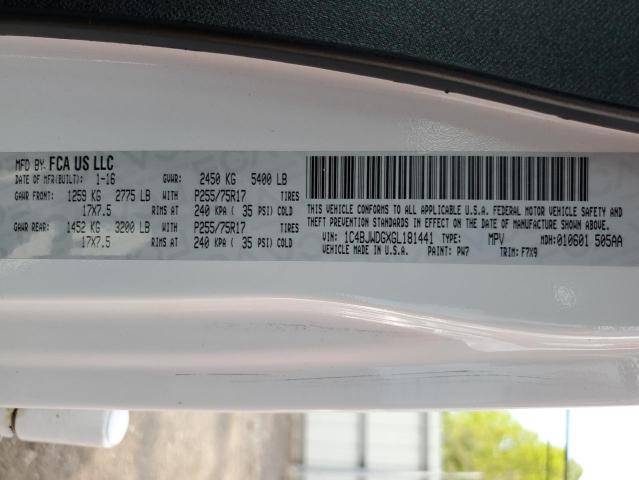 MFD BY: FCA US LLC
DATE OF MFR(BUILT): 1-16 GVWR: 2450 KG 5400 LB
GAWR FRONT: 1259 KG 2775 LB WITH P255/75R17 TIRES
17X7.5 RIMS AT 240 KPA ( 35 PSI) COLD
GAWR REAR: 1452 KG 3200 LB WITH P255/75R17 TIRES
17X7.5 RIMS AT 240 KPA ( 35 PSI) COLD
THIS VEHICLE CONFORMS TO ALL APPLICABLE U.S.A. FEDERAL MOTOR VEHICLE SAFETY AND
THEFT PREVENTION STANDARDS IN EFFECT ON THE DATE OF MANUFACTURE SHOWN ABOVE.
VIN: 1C4BJWDGXGL181441 TYPE: MPV MDH: 010601 505AA
VEHICLE MADE IN U.S.A. PAINT: PW7 TRIM: F7X9